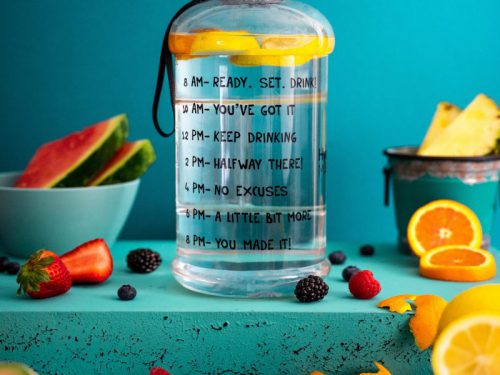 8 AM- READY. SET. DRINK!
10 AM- YOU'VE GOT IT
12 PM- KEEP DRINKING
2 PM- HALFWAY THERE!
4 PM- NO EXCUSES
6 PM- A LITTLE BIT MORE
8 PM- YOU MADE IT!